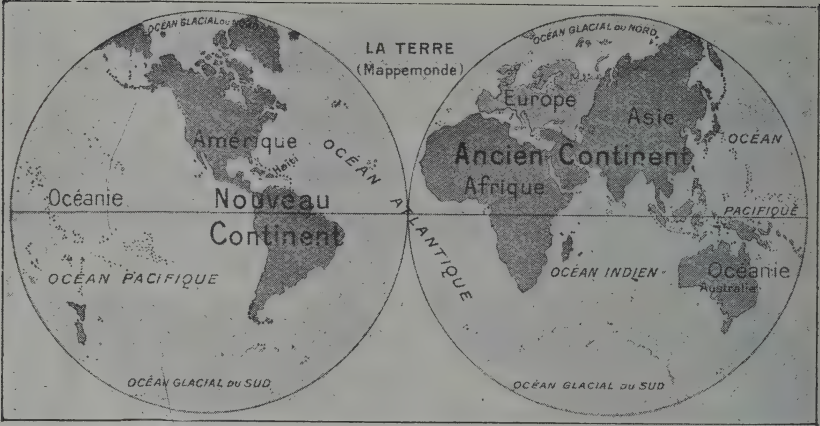 LA TERRE
(Mappemonde)
OCÉAN GLACIAL DU NORD
Amérique
Haïti
OCÉAN ATLANTIQUE
Océanie
Nouveau
Continent
OCÉAN PACIFIQUE
OCÉAN GLACIAL DU SUD
OCÉAN GLACIAL DU NORD
Europe
Asie
Ancien Continent
Afrique
OCÉAN
PACIFIQUE
OCÉAN INDIEN
Océanie
Australie
OCÉAN GLACIAL DU SUD